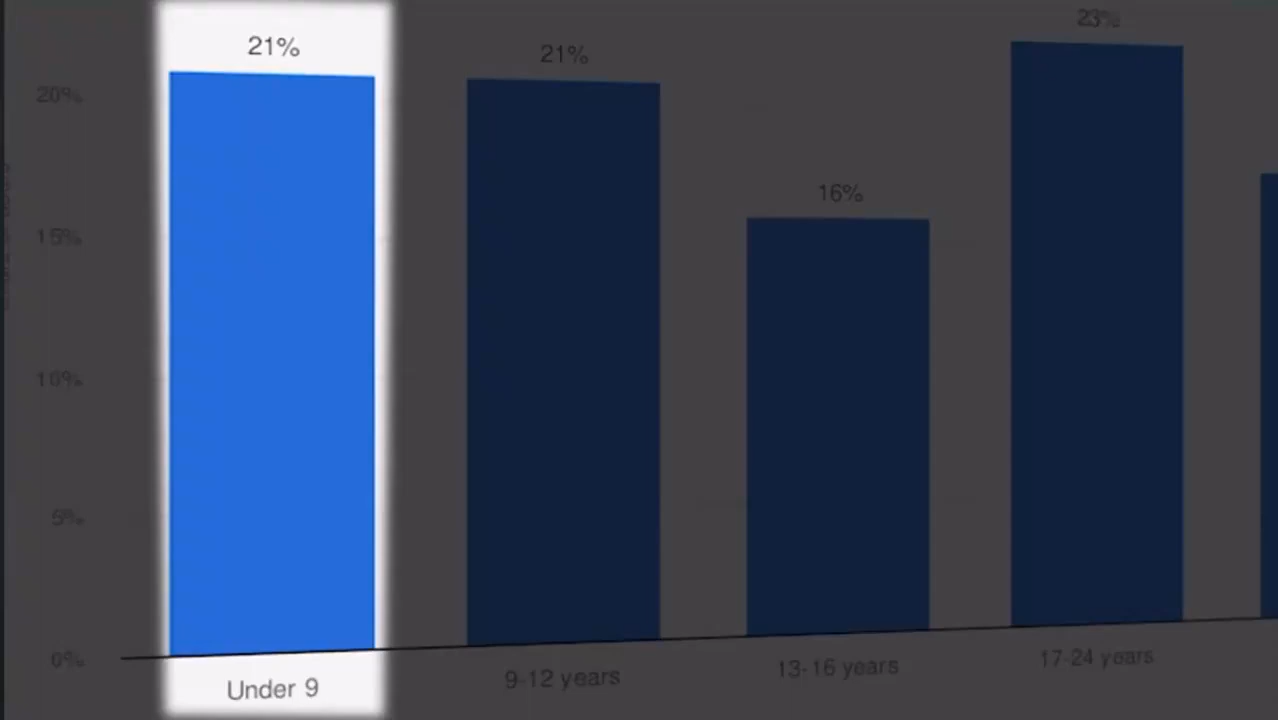 23%
21%
21%
20%
16%
15%
10%
5%
0%
Under 9
9-12 years
13-16 years
17-24 years